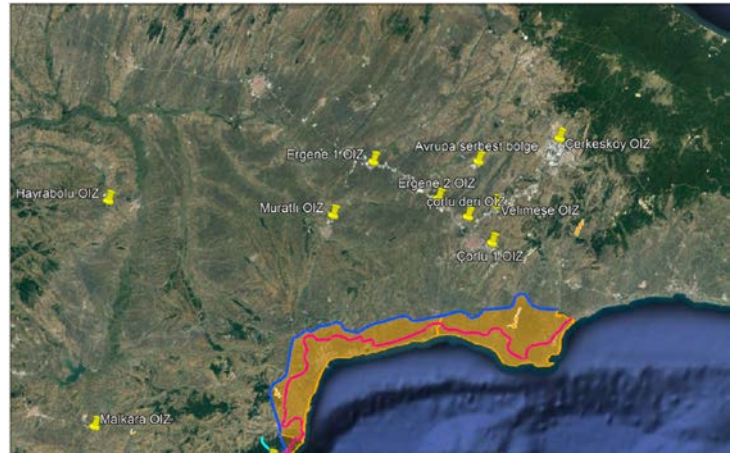 Ergene 1 OIZ
Avrupa serbest bölge
Çerkesköy OIZ
Hayrabolu OIZ
Ergene 2 OIZ
Muratlı OIZ
çorlu deri OIZ
Velimeşe OIZ
Çorlu 1 OIZ
Malkara OIZ